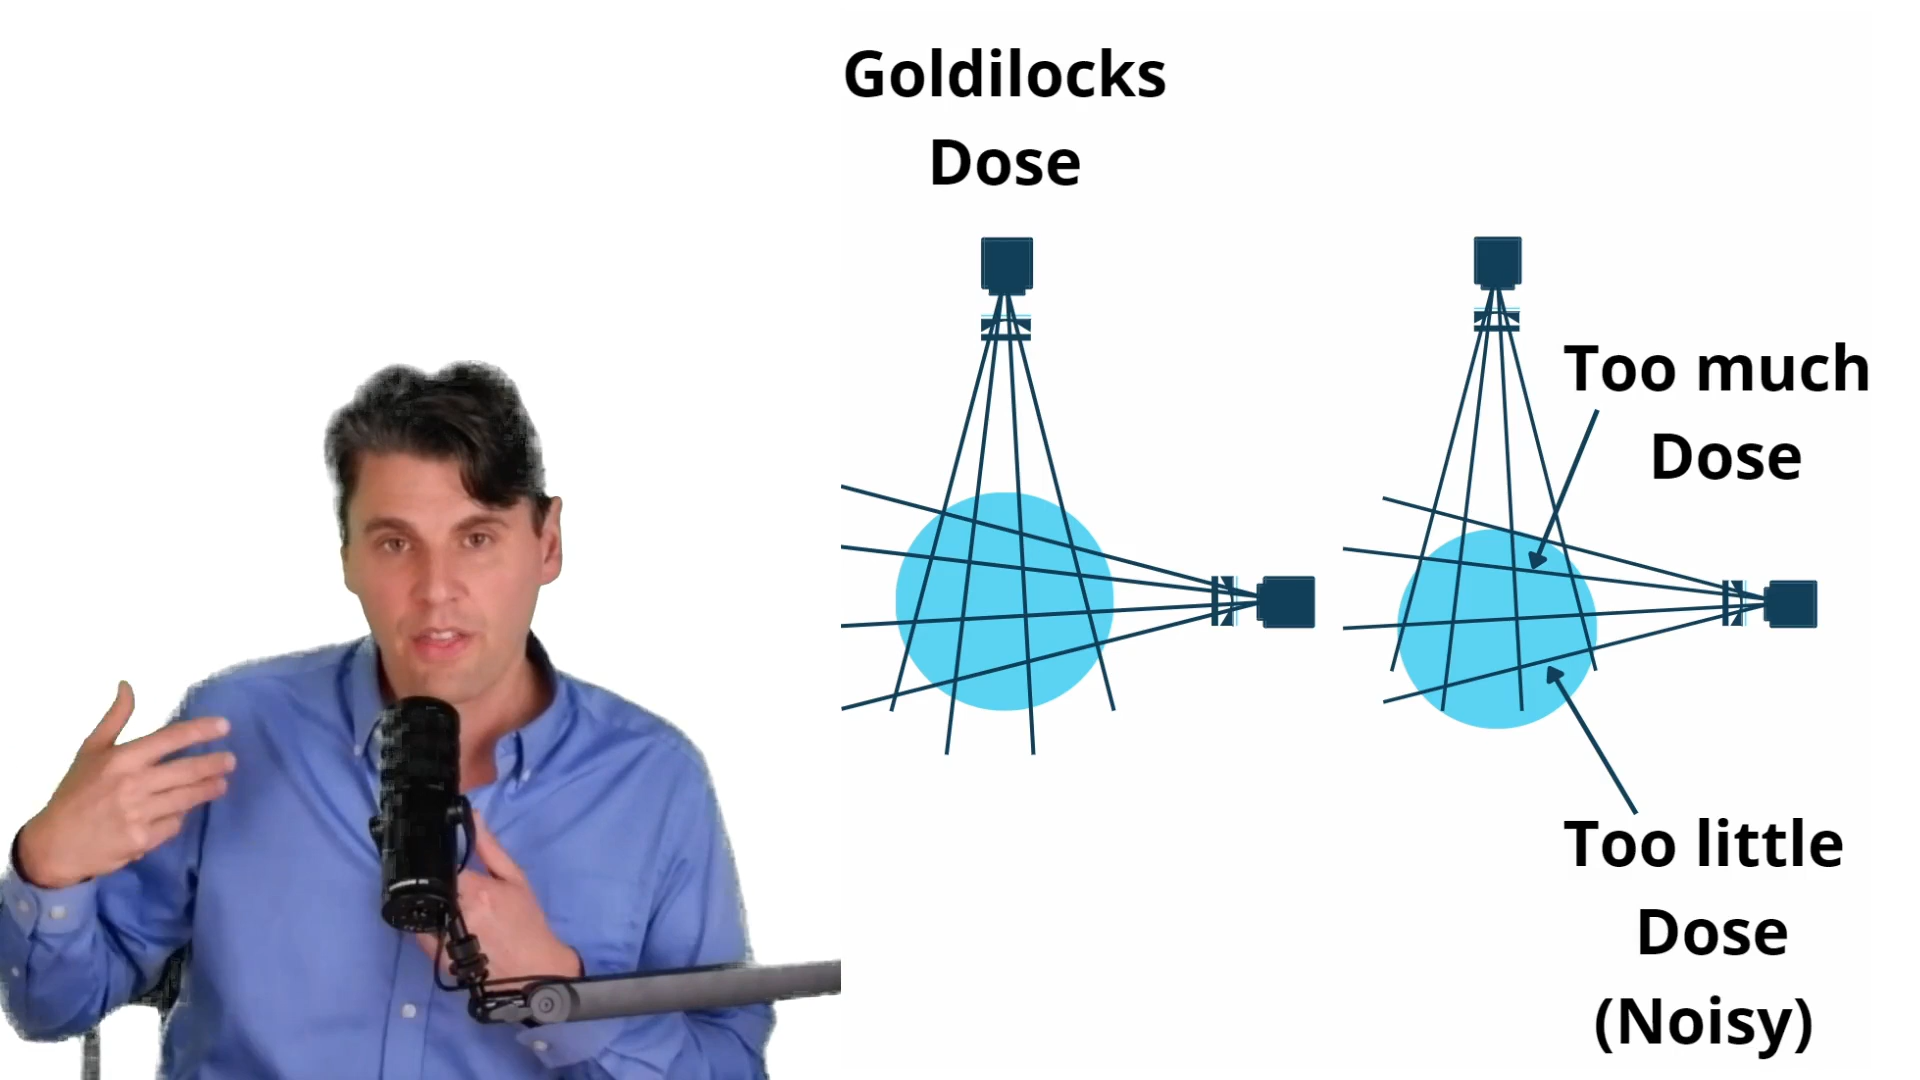 Goldilocks
Dose
Too much
Dose
Too little
Dose
(Noisy)